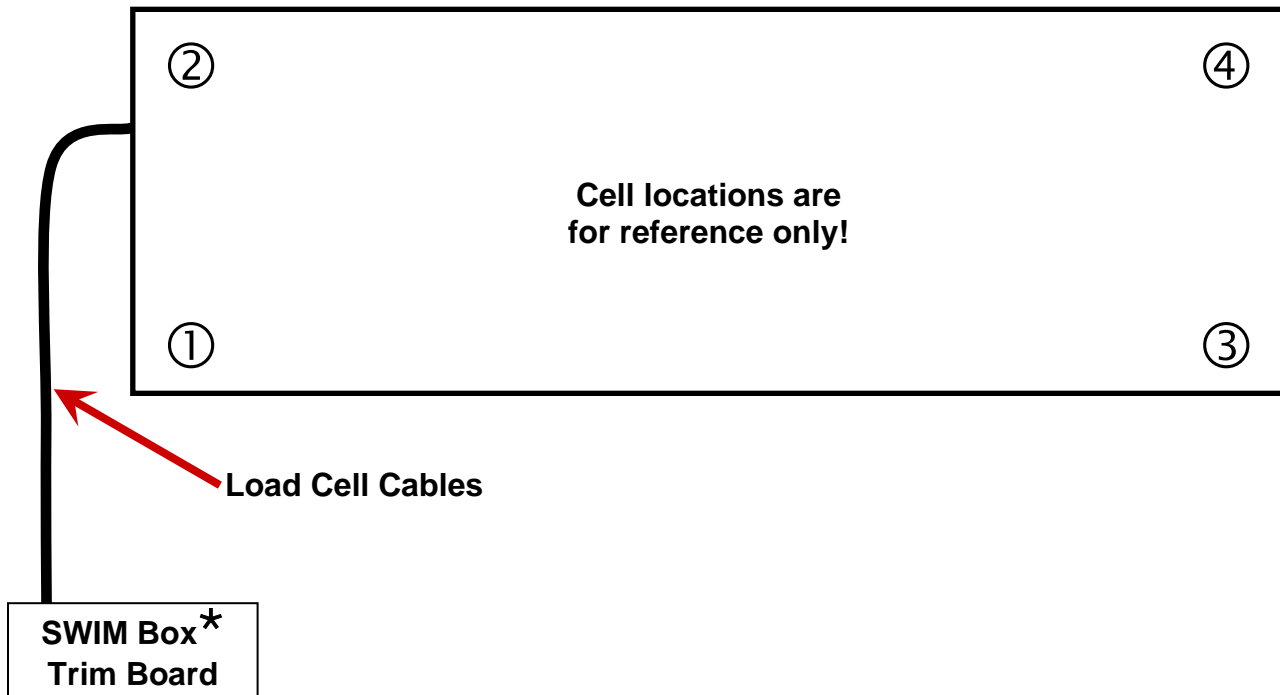 ② ④
Cell locations are
for reference only!
① ③
Load Cell Cables
SWIM Box*
Trim Board